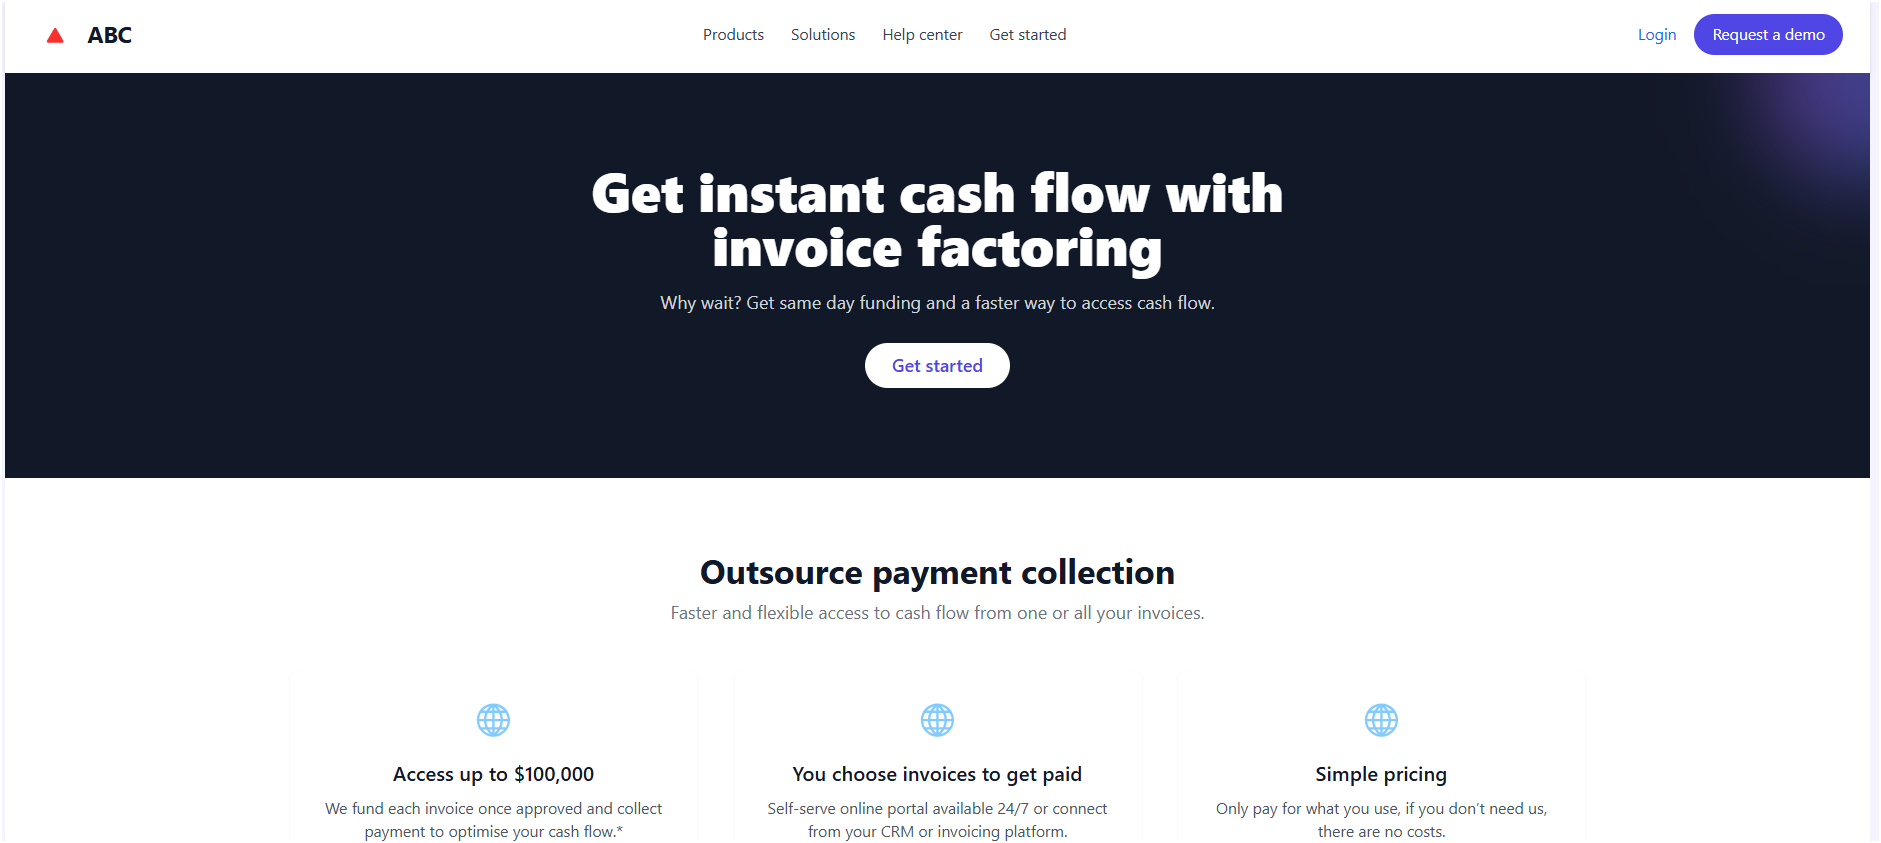 ABC
Products
Solutions
Help center
Get started
Login
Request a demo
Get instant cash flow with
invoice factoring
Why wait? Get same day funding and a faster way to access cash flow.
Get started
Outsource payment collection
Faster and flexible access to cash flow from one or all your invoices.
Access up to $100,000
We fund each invoice once approved and collect
payment to optimise your cash flow.*
You choose invoices to get paid
Self-serve online portal available 24/7 or connect
from your CRM or invoicing platform.
Simple pricing
Only pay for what you use, if you don’t need us,
there are no costs.